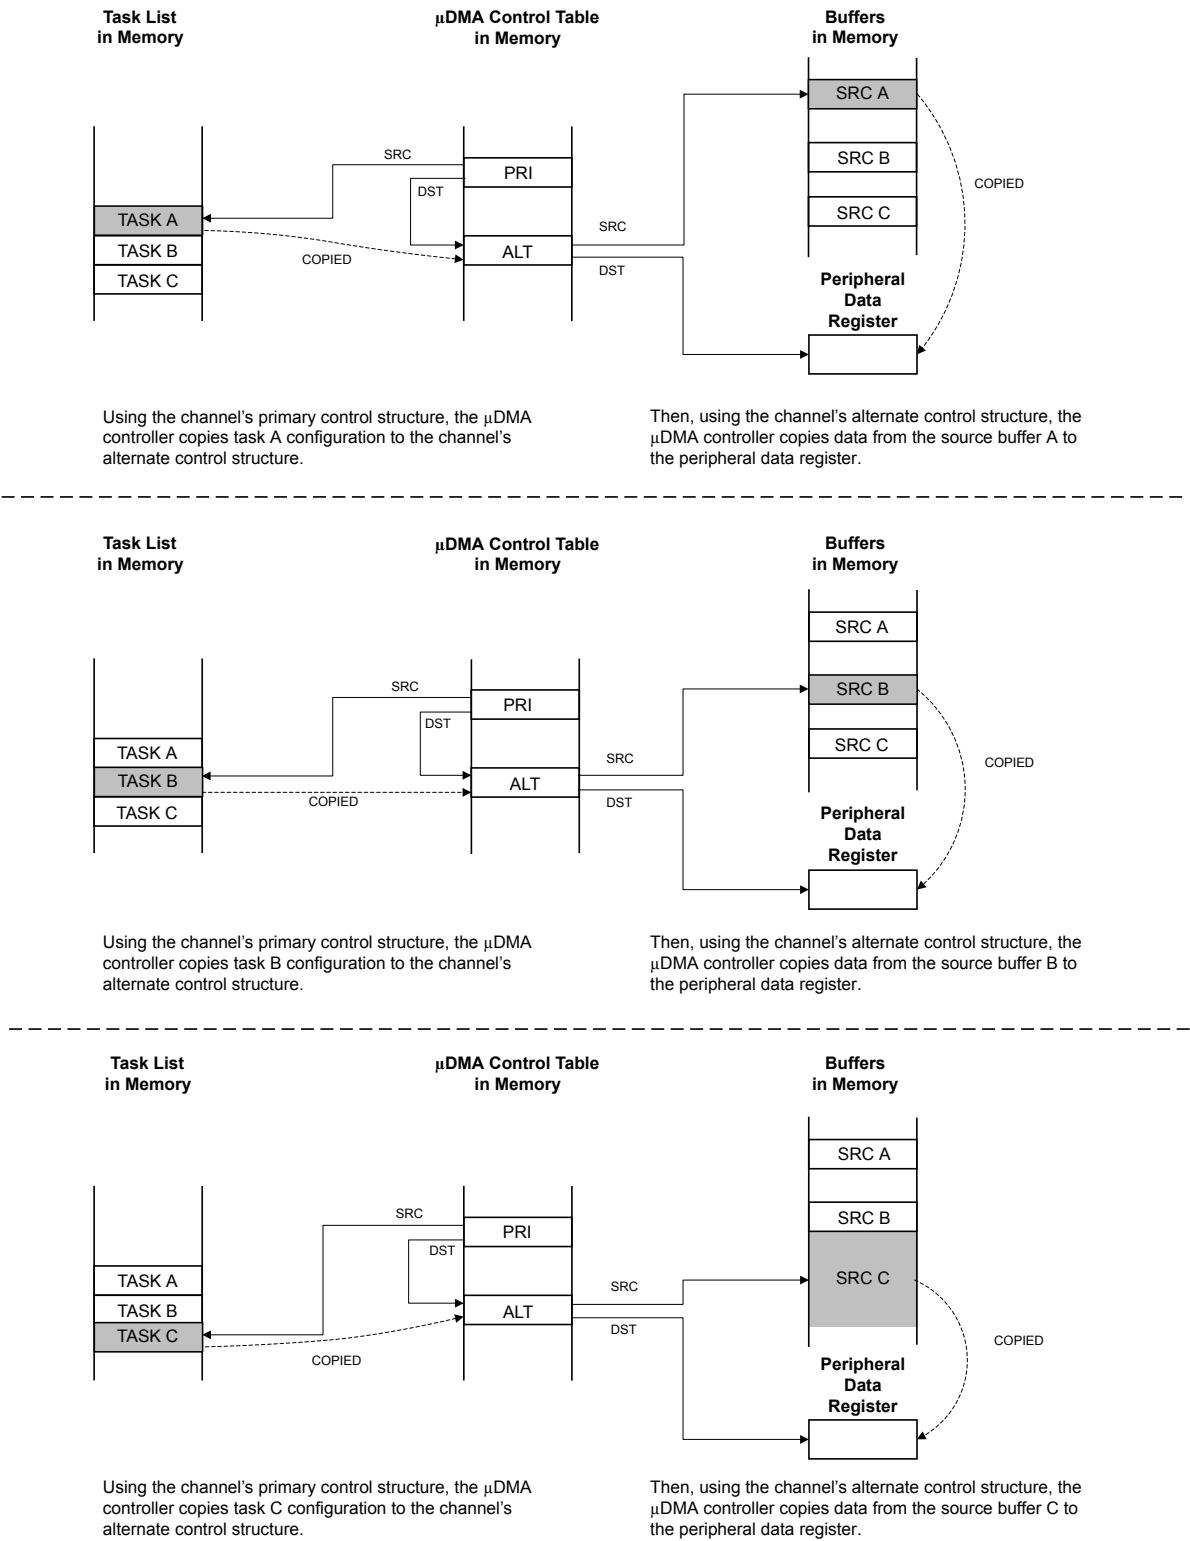 Task List
in Memory
µDMA Control Table
in Memory
Buffers
in Memory
SRC A
SRC B
SRC C
COPIED
SRC
PRI
DST
TASK A
TASK B
TASK C
COPIED
ALT
SRC
DST
Peripheral
Data
Register
Using the channel’s primary control structure, the µDMA
controller copies task A configuration to the channel’s
alternate control structure.
Then, using the channel’s alternate control structure, the
µDMA controller copies data from the source buffer A to
the peripheral data register.
Task List
in Memory
µDMA Control Table
in Memory
Buffers
in Memory
SRC A
SRC B
SRC C
COPIED
SRC
PRI
DST
TASK A
TASK B
TASK C
COPIED
ALT
SRC
DST
Peripheral
Data
Register
Using the channel’s primary control structure, the µDMA
controller copies task B configuration to the channel’s
alternate control structure.
Then, using the channel’s alternate control structure, the
µDMA controller copies data from the source buffer B to
the peripheral data register.
Task List
in Memory
µDMA Control Table
in Memory
Buffers
in Memory
SRC A
SRC B
SRC C
COPIED
SRC
PRI
DST
TASK A
TASK B
TASK C
COPIED
ALT
SRC
DST
Peripheral
Data
Register
Using the channel’s primary control structure, the µDMA
controller copies task C configuration to the channel’s
alternate control structure.
Then, using the channel’s alternate control structure, the
µDMA controller copies data from the source buffer C to
the peripheral data register.